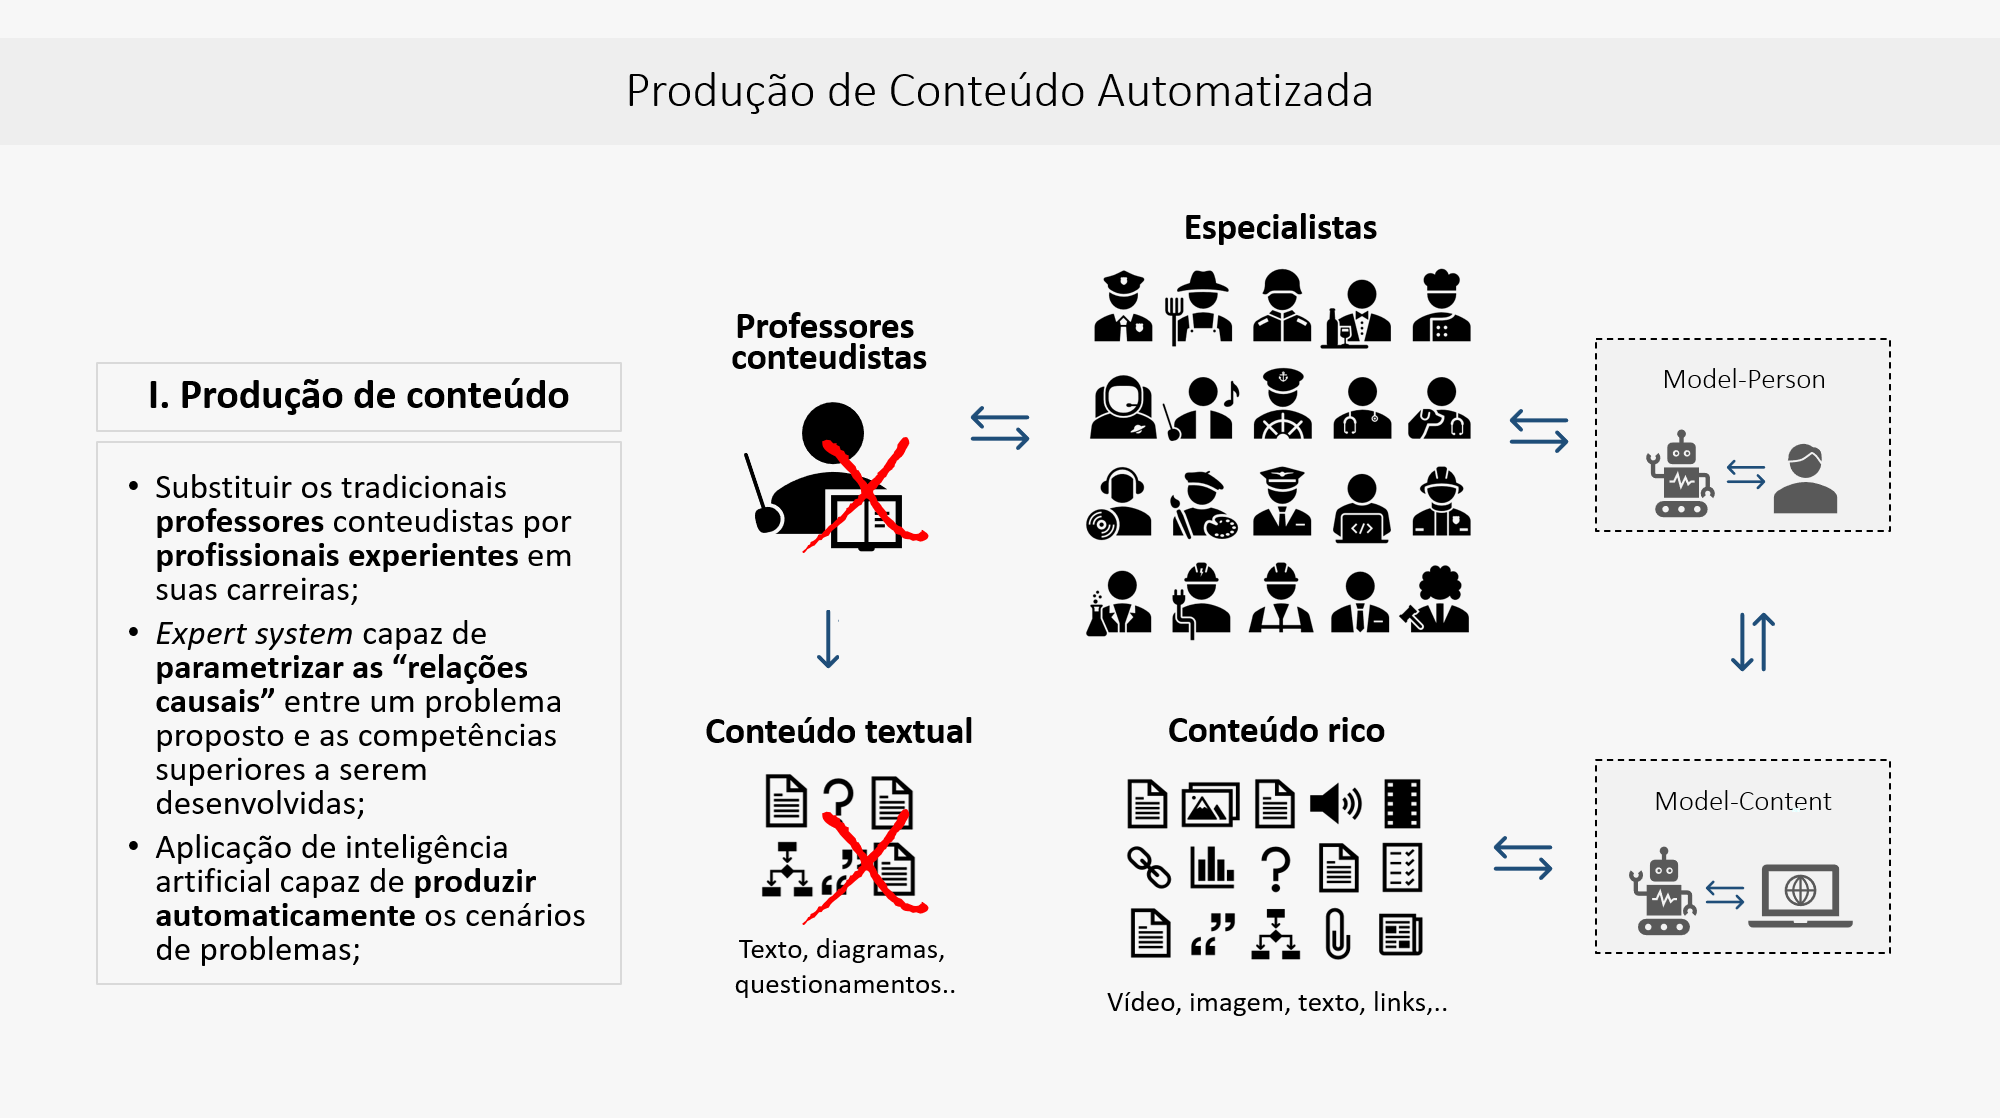 Produção de Conteúdo Automatizada
I. Produção de conteúdo
• Substituir os tradicionais
professores conteudistas por
profissionais experientes em
suas carreiras;
• Expert system capaz de
parametrizar as “relações
causais” entre um problema
proposto e as competências
superiores a serem
desenvolvidas;
• Aplicação de inteligência
artificial capaz de produzir
automaticamente os cenários
de problemas;
Professores
conteudistas
Especialistas
Model-Person
Conteúdo textual
Texto, diagramas,
questionamentos..
Conteúdo rico
Vídeo, imagem, texto, links,..
Model-Content